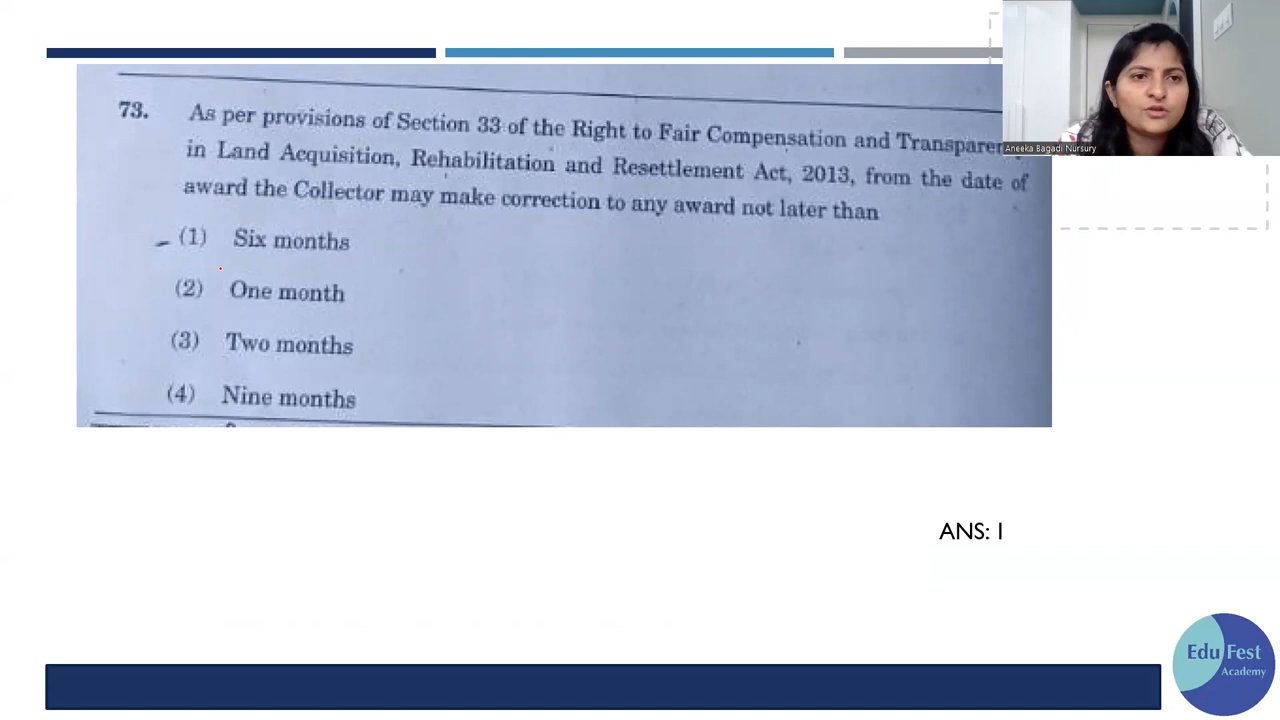 73. As per provisions of Section 33 of the Right to Fair Compensation and
in Land Acquisition, Rehabilitation and Resettlement Act, 2013, from the date of
award the Collector may make correction to any award not later than
(1) Six months
(2) One month
(3) Two months
(4) Nine months
Aneeka Bagadi Nursury
ANS: 1
Edu Fest
Academy